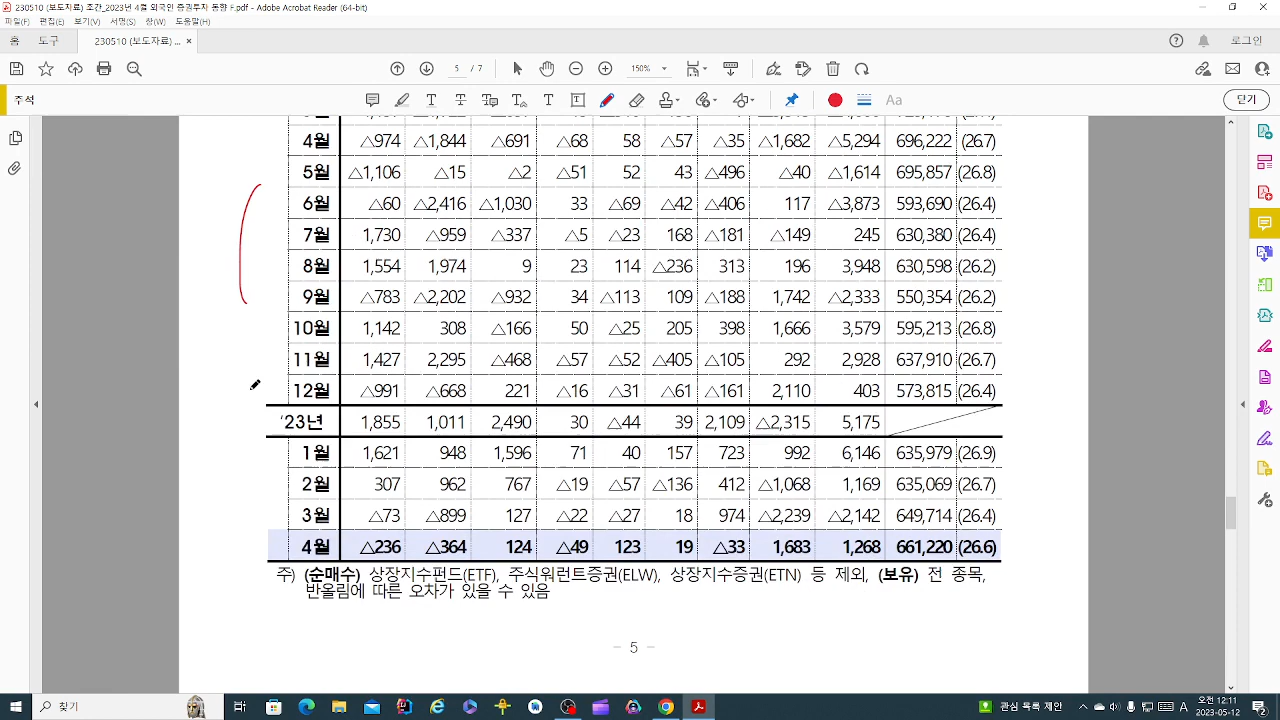 230510 (보도자료) 조간_2023년 4월 외국인 증권투자 동향 F.pdf - Adobe Acrobat Reader (64-bit)
파일(F) 편집(E) 보기(V) 서명(S) 창(W) 도움말(H)
홈 도구 230510 (보도자료) ... × 로그인
5 / 7 150%
주석 Aa 닫기
4월 △974 △1,844 △691 △68 58 △57 △35 △1,682 △5,294 696,222 (26.7)
5월 △1,106 △15 △2 △51 52 43 △496 △40 △1,614 695,857 (26.8)
6월 △60 △2,416 △1,030 33 △69 △42 △406 117 △3,873 593,690 (26.4)
7월 1,730 △959 △337 △5 △23 168 △181 △149 245 630,380 (26.4)
8월 1,554 1,974 9 23 114 △236 313 196 3,948 630,598 (26.2)
9월 △783 △2,202 △932 34 △113 109 △188 1,742 △2,333 550,354 (26.2)
10월 1,142 308 △166 50 △25 205 398 1,666 3,579 595,213 (26.8)
11월 1,427 2,295 △468 △57 △52 △405 △105 292 2,928 637,910 (26.7)
12월 △991 △668 221 △16 △31 △61 △161 2,110 403 573,815 (26.4)
'23년 1,855 1,011 2,490 30 △44 39 2,109 △2,315 5,175
1월 1,621 948 1,596 71 40 157 723 992 6,146 635,979 (26.9)
2월 307 962 767 △19 △57 △136 412 △1,068 1,169 635,069 (26.7)
3월 △73 △899 127 △22 △27 18 974 △2,239 △2,142 649,714 (26.4)
4월 △236 △364 124 △49 123 19 △33 1,683 1,268 661,220 (26.6)
주) (순매수) 상장지수펀드(ETF), 주식워런트증권(ELW), 상장지수증권(ETN) 등 제외, (보유) 전 종목,
반올림에 따른 오차가 있을 수 있음
- 5 -
찾기 관심 목록 계인 A 오전 12:11
2023-05-12